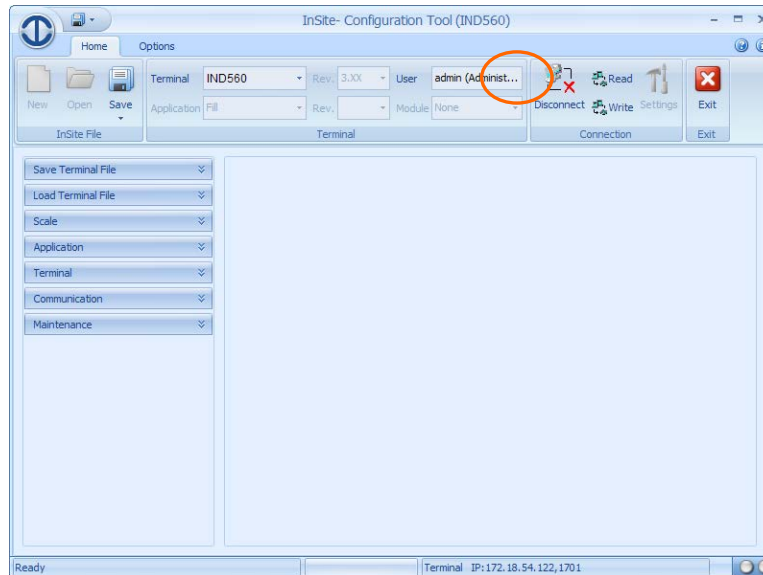 InSite- Configuration Tool (IND560)
Home Options
Terminal IND560 Rev. 3.XX User admin (Administ...
Read
New Open Save
Application Fill Rev. Module None
Disconnect Write Settings Exit
InSite File Terminal Connection Exit
Save Terminal File
Load Terminal File
Scale
Application
Terminal
Communication
Maintenance
Ready Terminal IP:172.18.54.122,1701